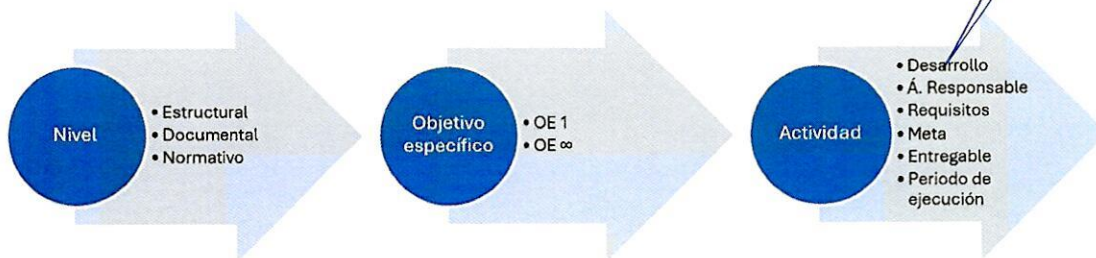 Nivel
• Estructural
• Documental
• Normativo
Objetivo
específico
• OE 1
• OE ∞
Actividad
• Desarrollo
• Á. Responsable
• Requisitos
• Meta
• Entregable
• Periodo de
ejecución